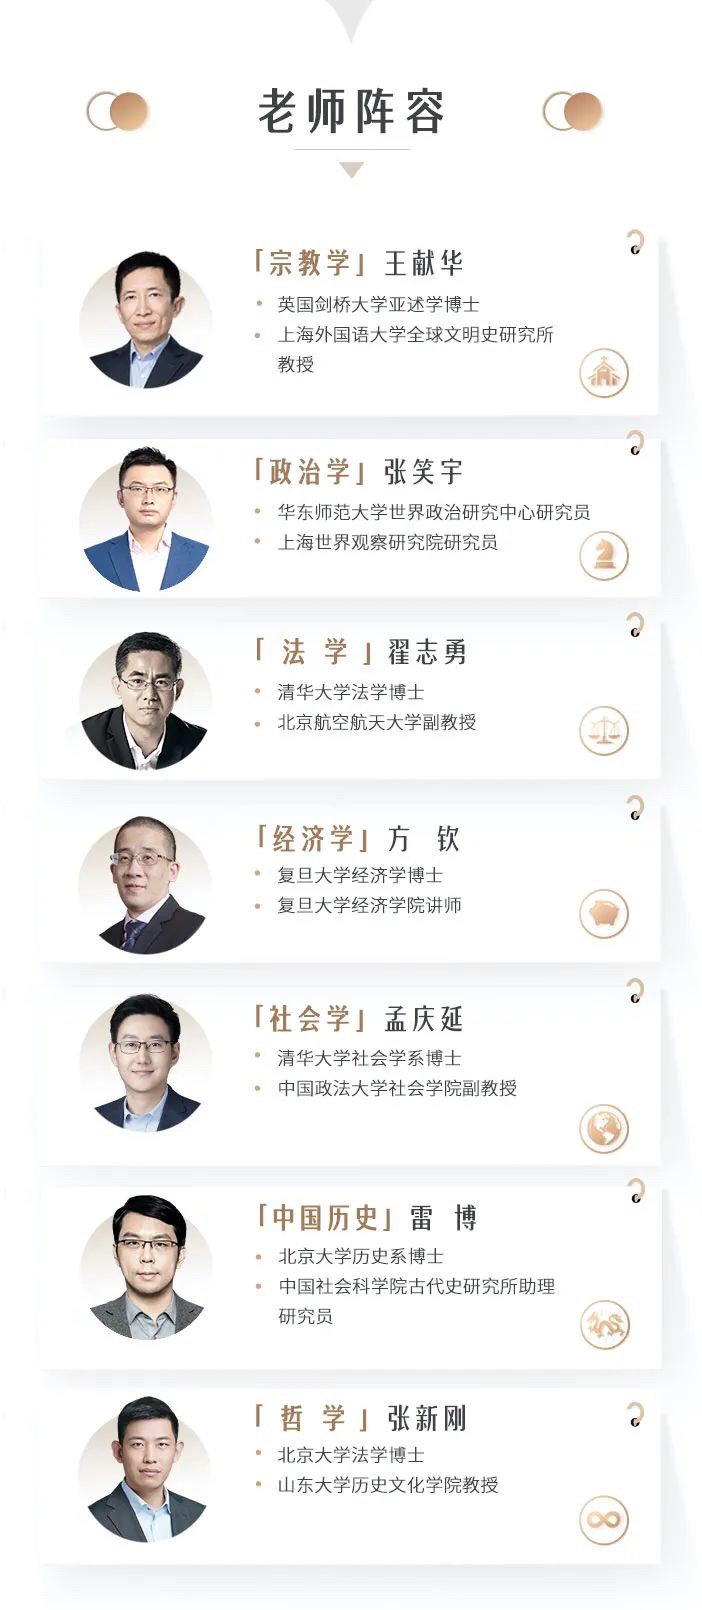 老师阵容
「宗教学」 王献华
英国剑桥大学亚述学博士
上海外国语大学全球文明史研究所
教授
「政治学」 张笑宇
华东师范大学世界政治研究中心研究员
上海世界观察研究院研究员
「 法 学 」 翟志勇
清华大学法学博士
北京航空航天大学副教授
「经济学」 方 钦
复旦大学经济学博士
复旦大学经济学院讲师
「社会学」 孟庆延
清华大学社会学系博士
中国政法大学社会学院副教授
「中国历史」 雷 博
北京大学历史系博士
中国社会科学院古代史研究所助理
研究员
「 哲 学 」 张新刚
北京大学法学博士
山东大学历史文化学院教授